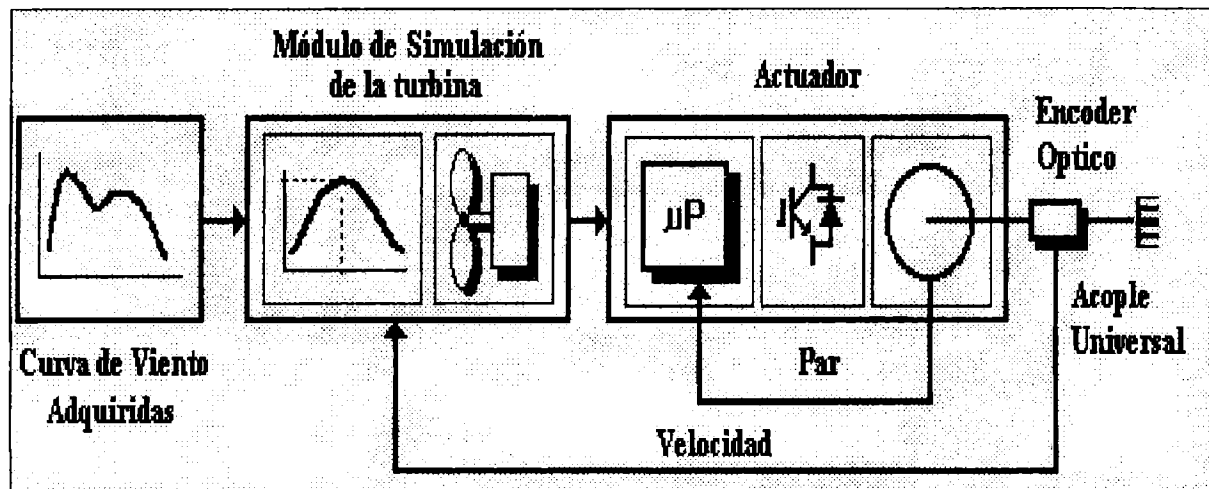 Módulo de Simulación
de la turbina
Actuador
Encoder
Optico
µP
Acople
Universal
Par
Curva de Viento
Adquiridas
Velocidad